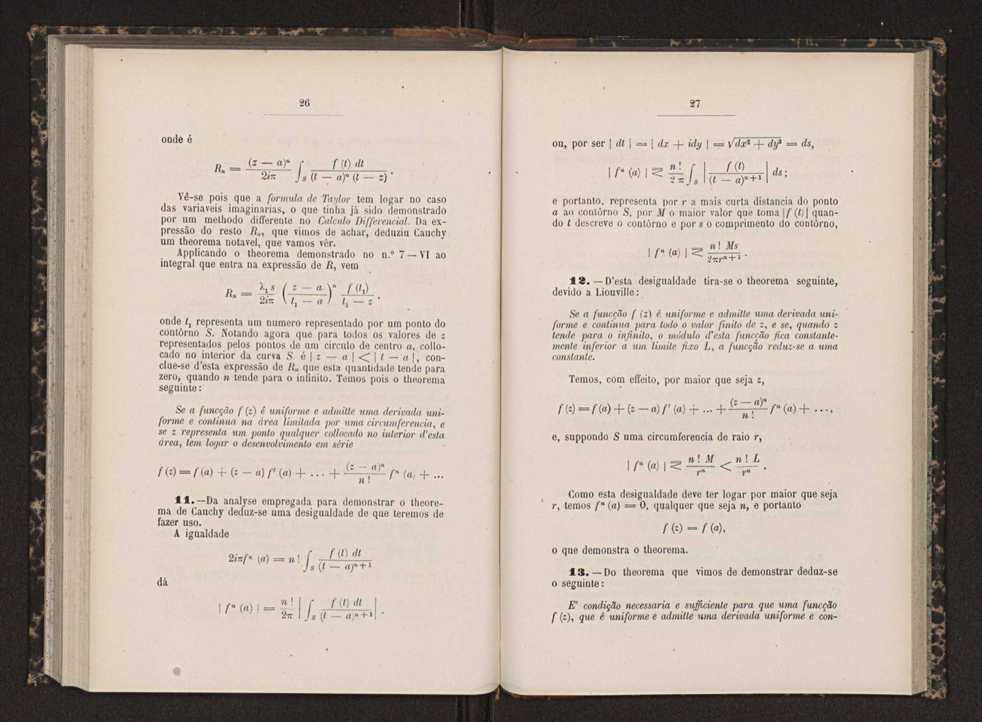 26
onde é
Rₙ = (z — a)ⁿ / 2iπ ∫_S f (t) dt / (t — a)ⁿ (t — z) .
Vê-se pois que a formula de Taylor tem logar no caso
das variaveis imaginarias, o que tinha já sido demonstrado
por um methodo differente no Calculo Differencial. Da ex-
pressão do resto Rₙ, que vimos de achar, deduziu Cauchy
um theorema notavel, que vamos vêr.
Applicando o theorema demonstrado no n.º 7 — VI ao
integral que entra na expressão de R, vem
Rₙ = λ₁ s / 2iπ ( z — a / t₁ — a )ⁿ f (t₁) / t₁ — z ,
onde t₁ representa um numero representado por um ponto do
contôrno S. Notando agora que para todos os valores de z
representados pelos pontos de um circulo de centro a, collo-
cado no interior da curva S é | z — a | < | t — a |, con-
clue-se d'esta expressão de Rₙ que esta quantidade tende para
zero, quando n tende para o infinito. Temos pois o theorema
seguinte:
Se a funcção f (z) é uniforme e admitte uma derivada uni-
forme e continua na área limitada por uma circumferencia, e
se z representa um ponto qualquer collocado no interior d'esta
área, tem logar o desenvolvimento em série
f (z) = f (a) + (z — a) f' (a) + ... + (z — a)ⁿ / n ! fⁿ (a) + ...
11. — Da analyse empregada para demonstrar o theore-
ma de Cauchy deduz-se uma desigualdade de que teremos de
fazer uso.
A igualdade
2iπfⁿ (a) = n ! ∫_S f (t) dt / (t — a)ⁿ⁺¹
dá
| fⁿ (a) | = n ! / 2π | ∫_S f (t) dt / (t — a)ⁿ⁺¹ | .
27
ou, por ser | dt | = | dx + idy | = √dx² + dy² = ds,
| fⁿ (a) | ≷ n ! / 2 π ∫_S | f (t) / (t — a)ⁿ⁺¹ | ds;
e portanto, representa por r a mais curta distancia do ponto
a ao contôrno S, por M o maior valor que toma | f (t) | quan-
do t descreve o contôrno e por s o comprimento do contôrno,
| fⁿ (a) | ≷ n ! Ms / 2πrⁿ⁺¹ .
12. — D'esta desigualdade tira-se o theorema seguinte,
devido a Liouville:
Se a funcção f (z) é uniforme e admitte uma derivada uni-
forme e continua para todo o valor finito de z, e se, quando z
tende para o infinito, o módulo d'esta funcção fica constante-
mente inferior a um limite fixo L, a funcção reduz-se a uma
constante.
Temos, com effeito, por maior que seja z,
f (z) = f (a) + (z — a) f' (a) + ... + (z — a)ⁿ / n ! fⁿ (a) + ...,
e, suppondo S uma circumferencia de raio r,
| fⁿ (a) | ≷ n ! M / rⁿ < n ! L / rⁿ .
Como esta desigualdade deve ter logar por maior que seja
r, temos fⁿ (a) = 0, qualquer que seja n, e portanto
f (z) = f (a),
o que demonstra o theorema.
13. — Do theorema que vimos de demonstrar deduz-se
o seguinte:
E' condição necessaria e sufficiente para que uma funcção
f (z), que é uniforme e admitte uma derivada uniforme e con-